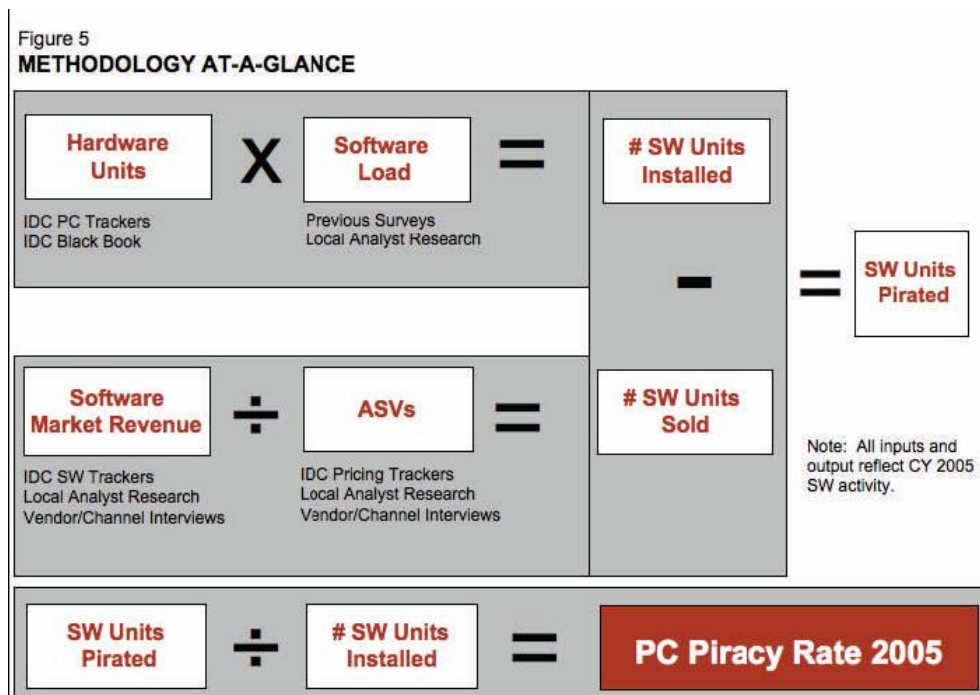 Figure 5
METHODOLOGY AT-A-GLANCE
Hardware
Units
X
Software
Load
=
# SW Units
Installed
IDC PC Trackers
IDC Black Book
Previous Surveys
Local Analyst Research
-
=
SW Units
Pirated
Software
Market Revenue
÷
ASVs
=
# SW Units
Sold
IDC SW Trackers
Local Analyst Research
Vendor/Channel Interviews
IDC Pricing Trackers
Local Analyst Research
Vendor/Channel Interviews
Note: All inputs and
output reflect CY 2005
SW activity.
SW Units
Pirated
÷
# SW Units
Installed
=
PC Piracy Rate 2005